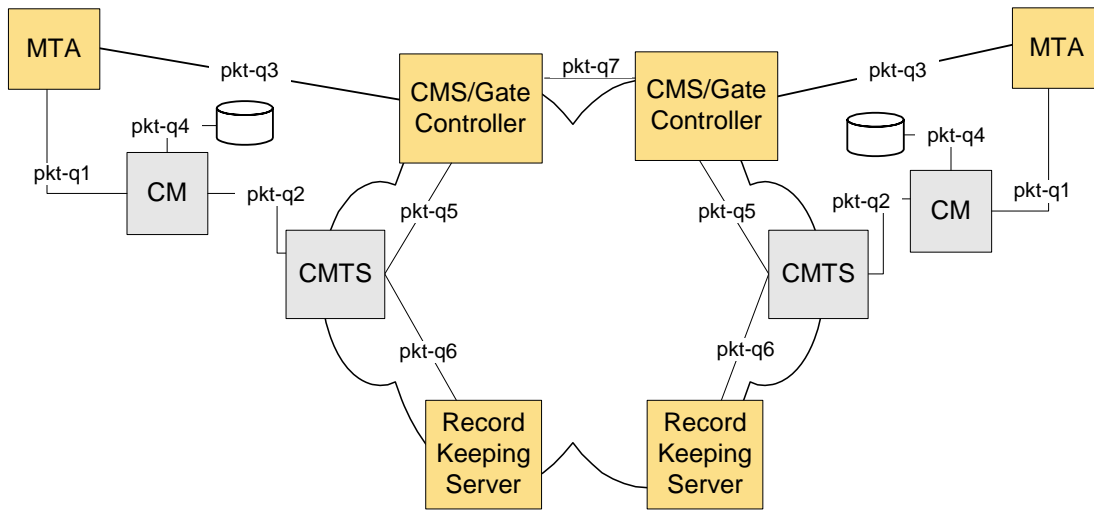 MTA
pkt-q3
pkt-q4
pkt-q1
CM
pkt-q2
CMTS
CMS/Gate
Controller
pkt-q5
pkt-q6
Record
Keeping
Server
pkt-q7
CMS/Gate
Controller
pkt-q3
MTA
pkt-q4
pkt-q1
CM
pkt-q2
pkt-q5
CMTS
pkt-q6
Record
Keeping
Server